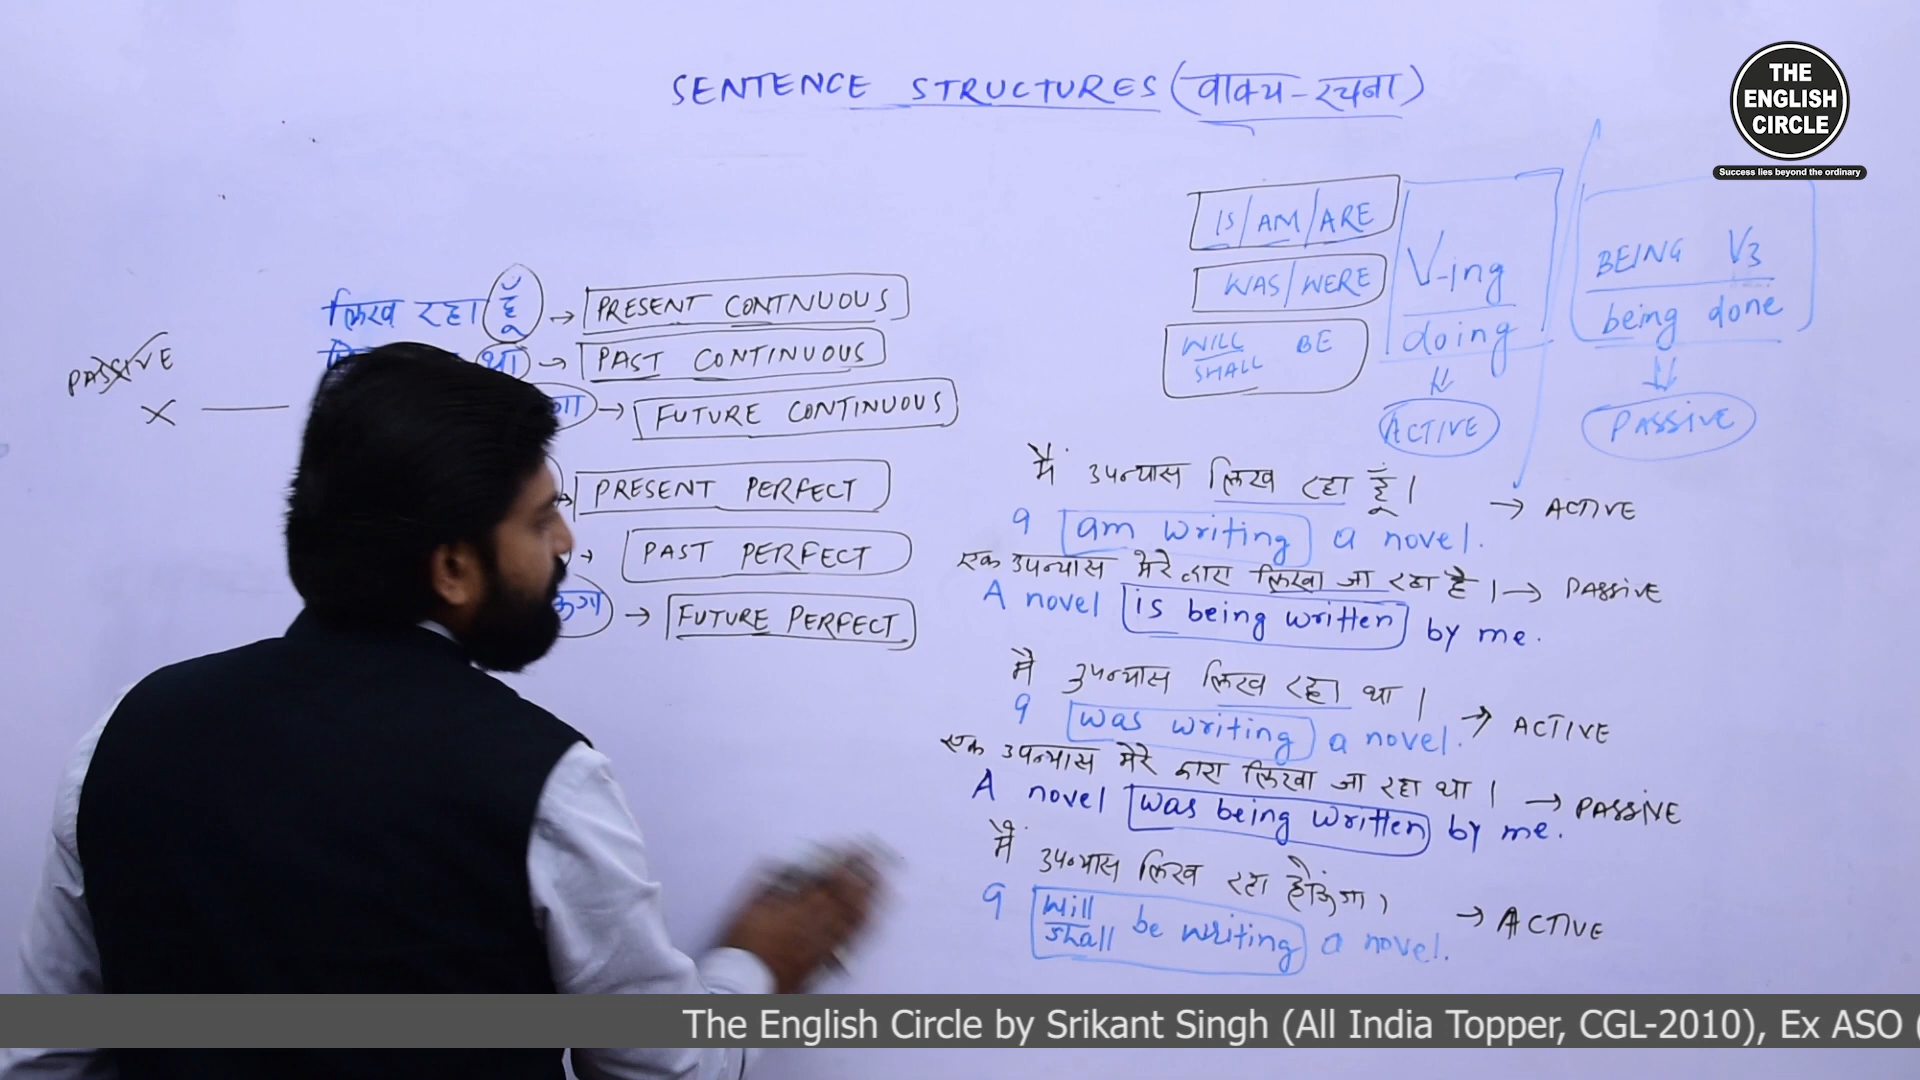 SENTENCE STRUCTURES (वाक्य-रचना)
THE
ENGLISH
CIRCLE
Success lies beyond the ordinary
IS/AM/ARE
WAS/WERE
WILL
SHALL BE
V-ing
doing
ACTIVE
BEING V3
being done
PASSIVE
लिख रहा हूँ → PRESENT CONTNUOUS
था → PAST CONTINUOUS
PASSIVE
X
→ FUTURE CONTINUOUS
PRESENT PERFECT
PAST PERFECT
→ FUTURE PERFECT
मैं उपन्यास लिख रहा हूँ। → ACTIVE
I am writing a novel.
एक उपन्यास मेरे द्वारा लिखा जा रहा है। → PASSIVE
A novel is being written by me.
मै उपन्यास लिख रहा था। → ACTIVE
I was writing a novel.
एक उपन्यास मेरे द्वारा लिखा जा रहा था। → PASSIVE
A novel was being written by me.
मैं उपन्यास लिख रहा → ACTIVE
I will
shall be writing a novel.
The English Circle by Srikant Singh (All India Topper, CGL-2010), Ex ASO (